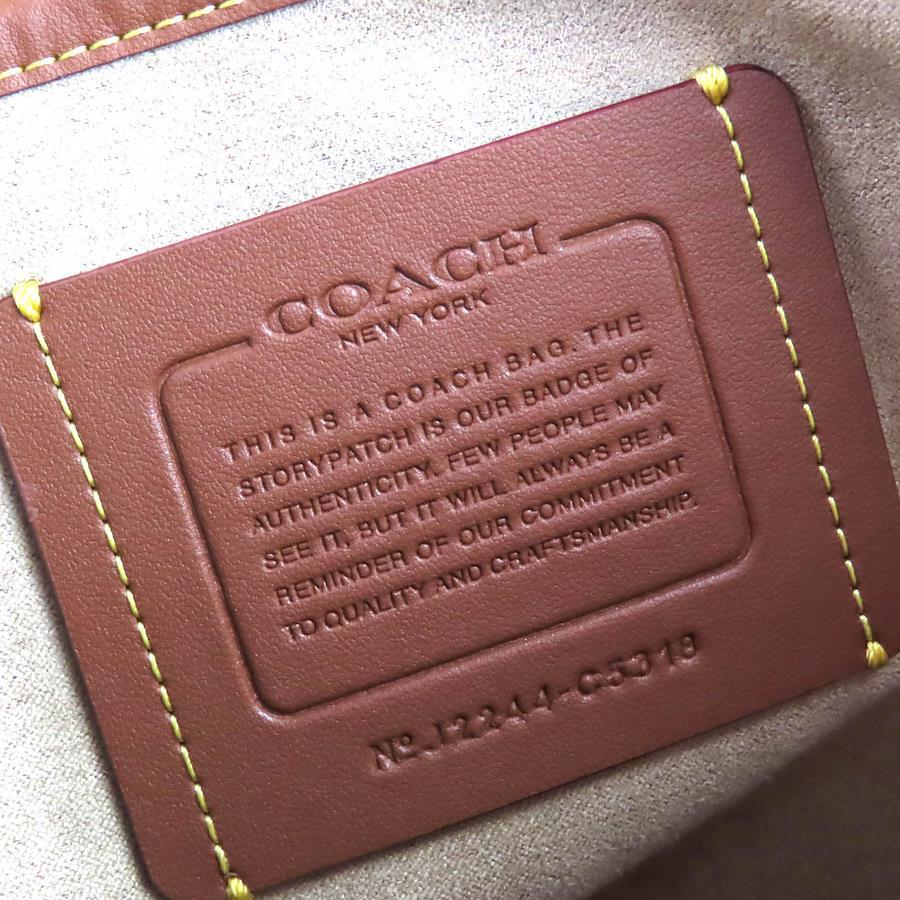 COACH
NEW YORK
THIS IS A COACH BAG. THE
STORYPATCH IS OUR BADGE OF
AUTHENTICITY. FEW PEOPLE MAY
SEE IT, BUT IT WILL ALWAYS BE A
REMINDER OF OUR COMMITMENT
TO QUALITY AND CRAFTSMANSHIP.
Nº J2244-C5318